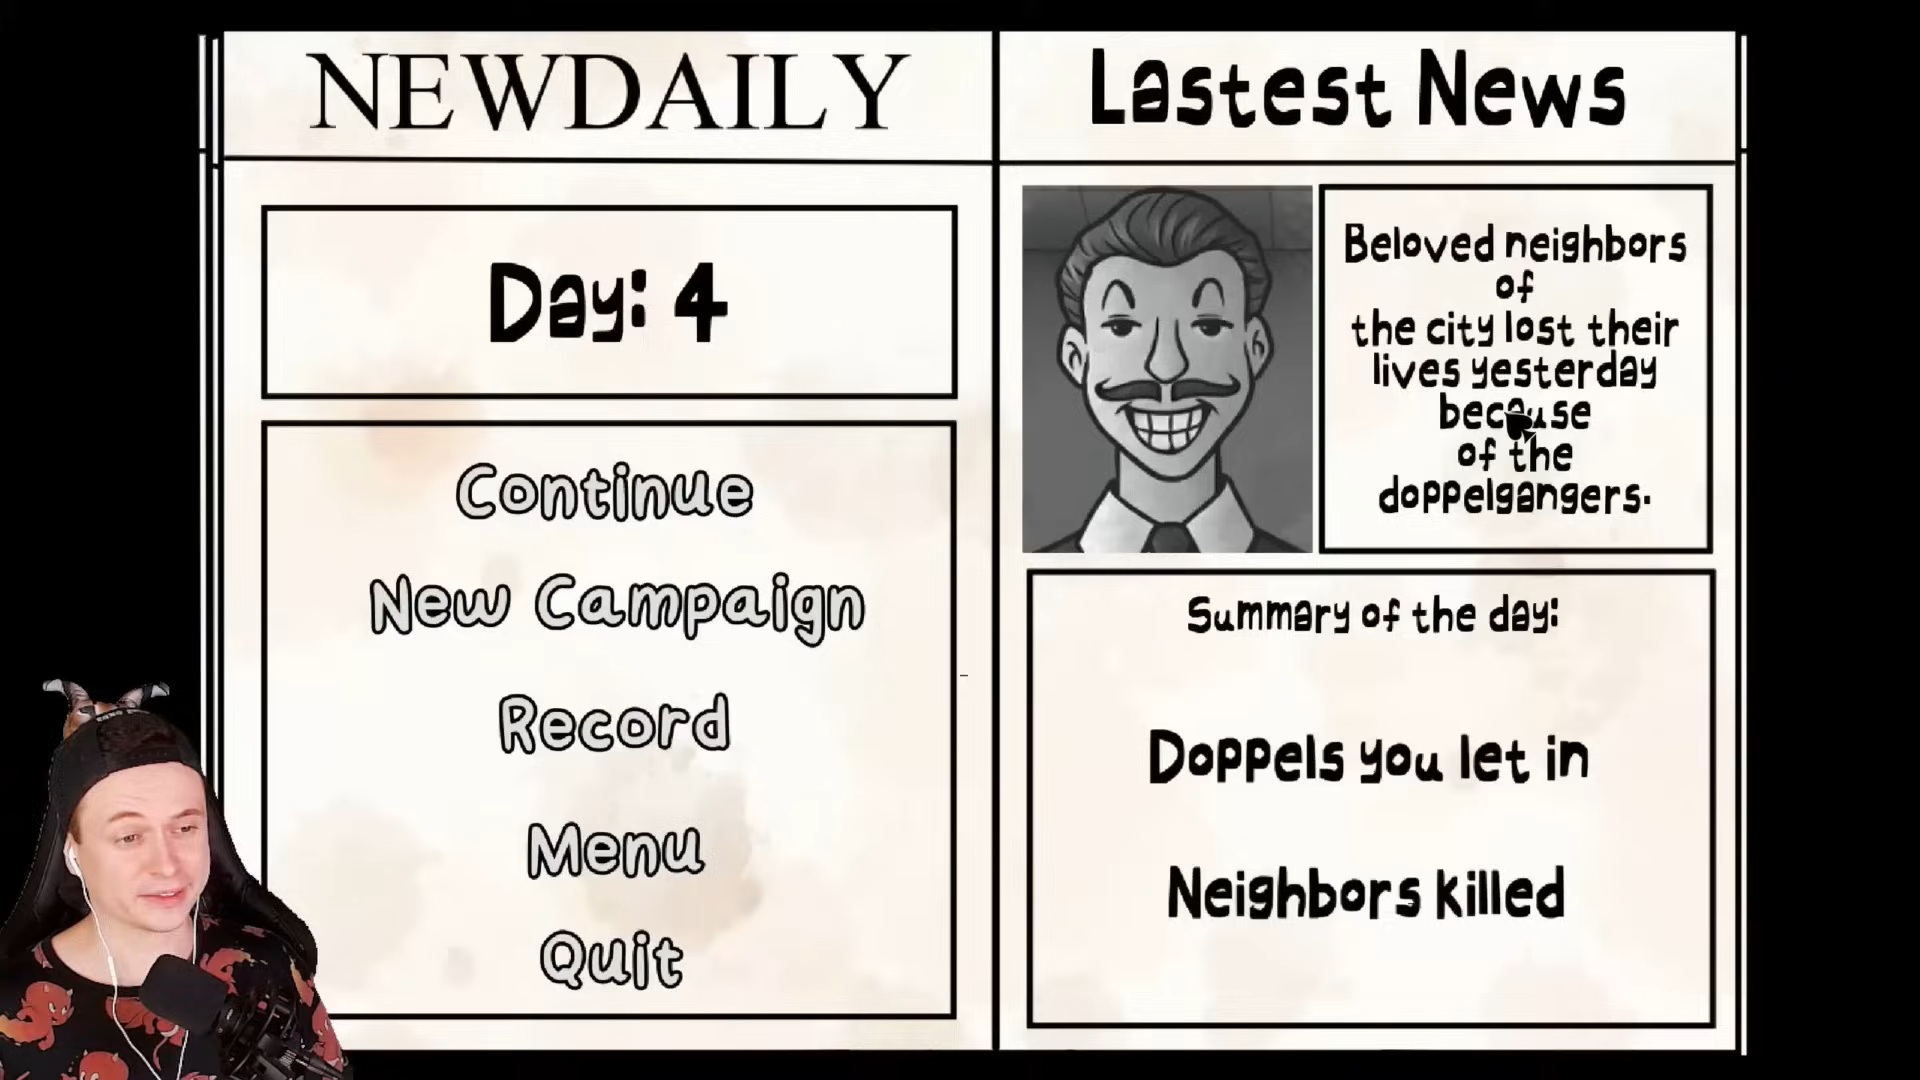 NEWDAILY
Day: 4
Continue
New Campaign
Record
Menu
Quit
Lastest News
Beloved neighbors
of
the city lost their
lives yesterday
because
of the
doppelgangers.
Summary of the day:
Doppels you let in
Neighbors killed